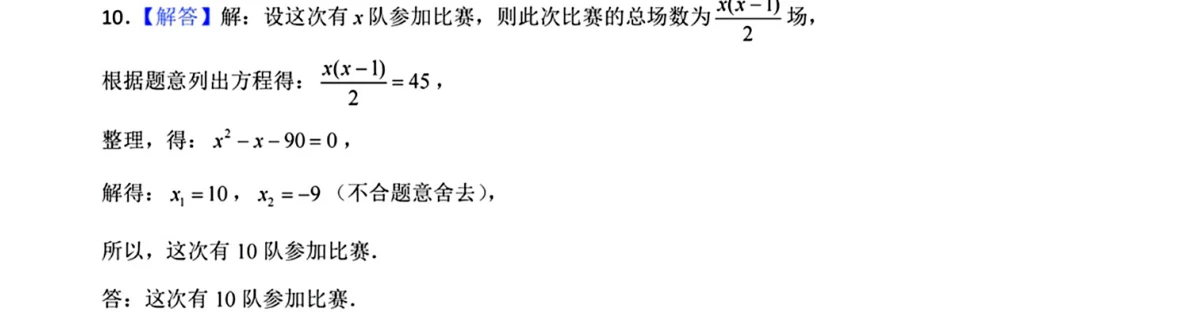 10.【解答】解：设这次有 x 队参加比赛，则此次比赛的总场数为 x(x－1)/2 场，
根据题意列出方程得：x(x－1)/2＝45，
整理，得：x²－x－90＝0，
解得：x₁＝10，x₂＝－9（不合题意舍去），
所以，这次有 10 队参加比赛．
答：这次有 10 队参加比赛．